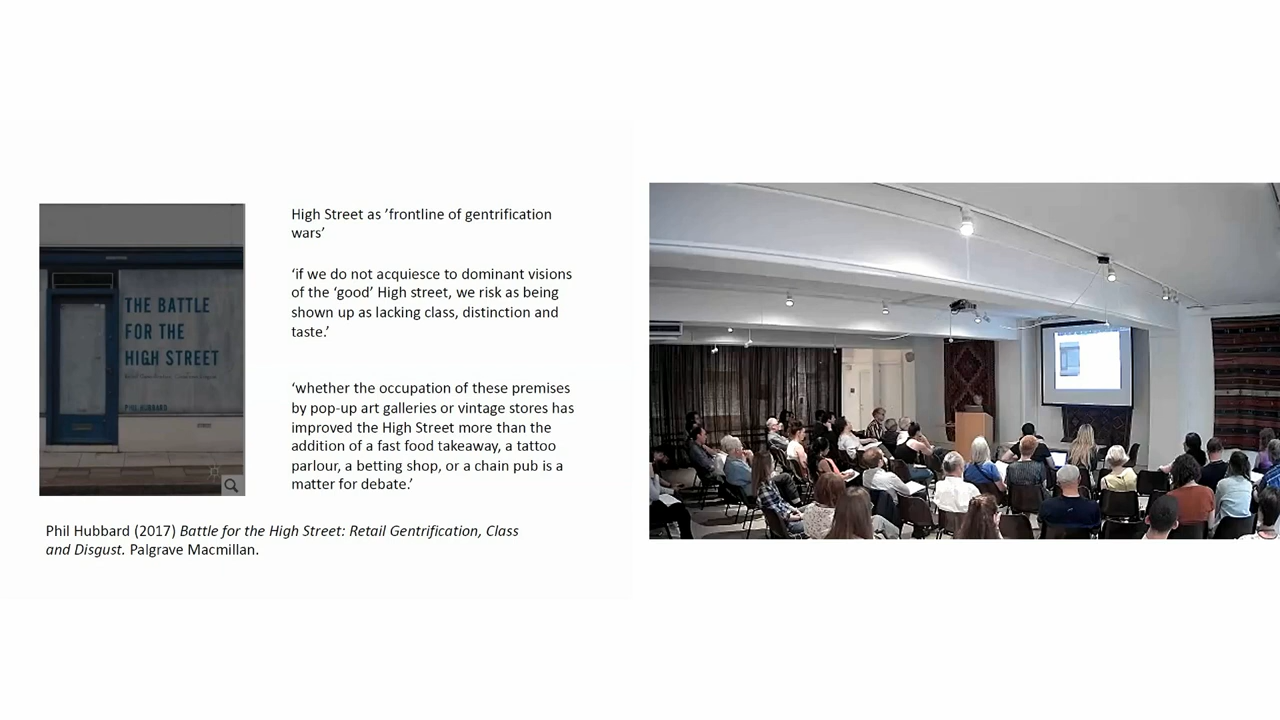 THE BATTLE
FOR THE
HIGH STREET
PHIL HUBBARD
High Street as ’frontline of gentrification
wars’
‘if we do not acquiesce to dominant visions
of the ‘good’ High street, we risk as being
shown up as lacking class, distinction and
taste.’
‘whether the occupation of these premises
by pop-up art galleries or vintage stores has
improved the High Street more than the
addition of a fast food takeaway, a tattoo
parlour, a betting shop, or a chain pub is a
matter for debate.’
Phil Hubbard (2017) Battle for the High Street: Retail Gentrification, Class
and Disgust. Palgrave Macmillan.